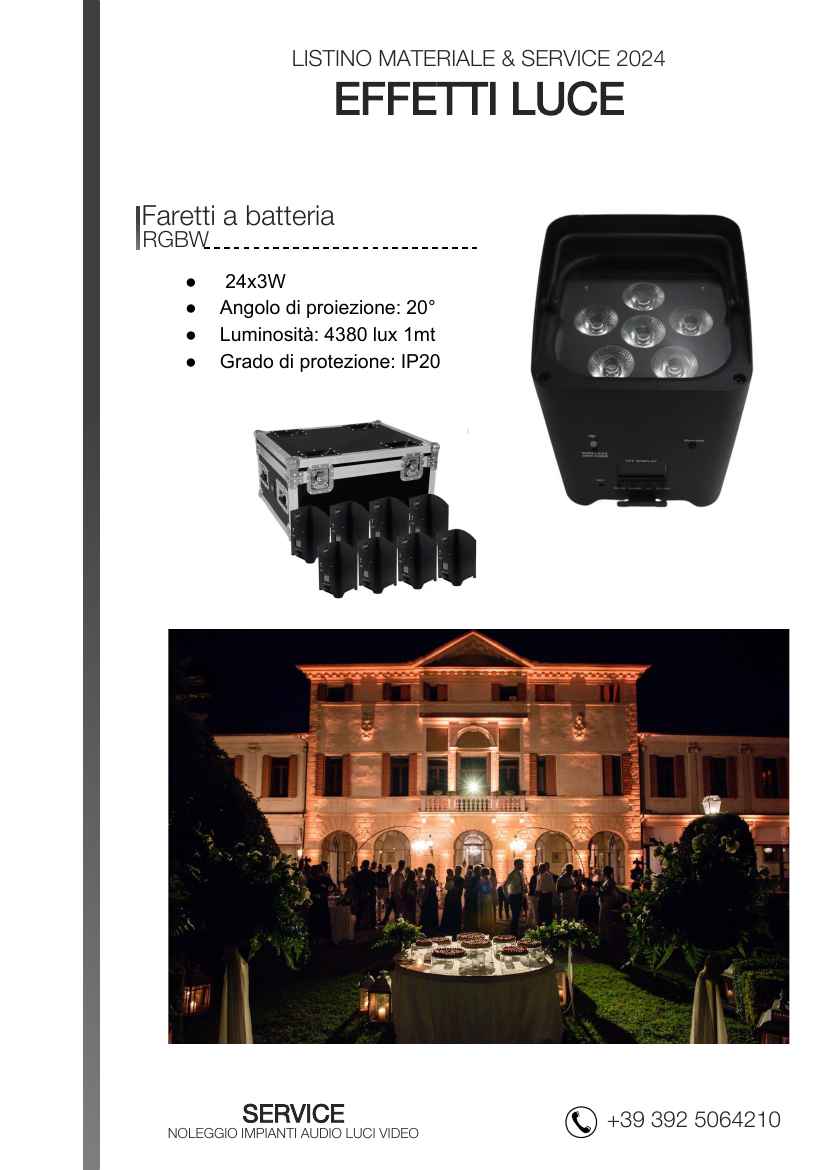 LISTINO MATERIALE & SERVICE 2024
EFFETTI LUCE
Faretti a batteria
RGBW
● 24x3W
● Angolo di proiezione: 20°
● Luminosità: 4380 lux 1mt
● Grado di protezione: IP20
SERVICE
NOLEGGIO IMPIANTI AUDIO LUCI VIDEO
+39 392 5064210